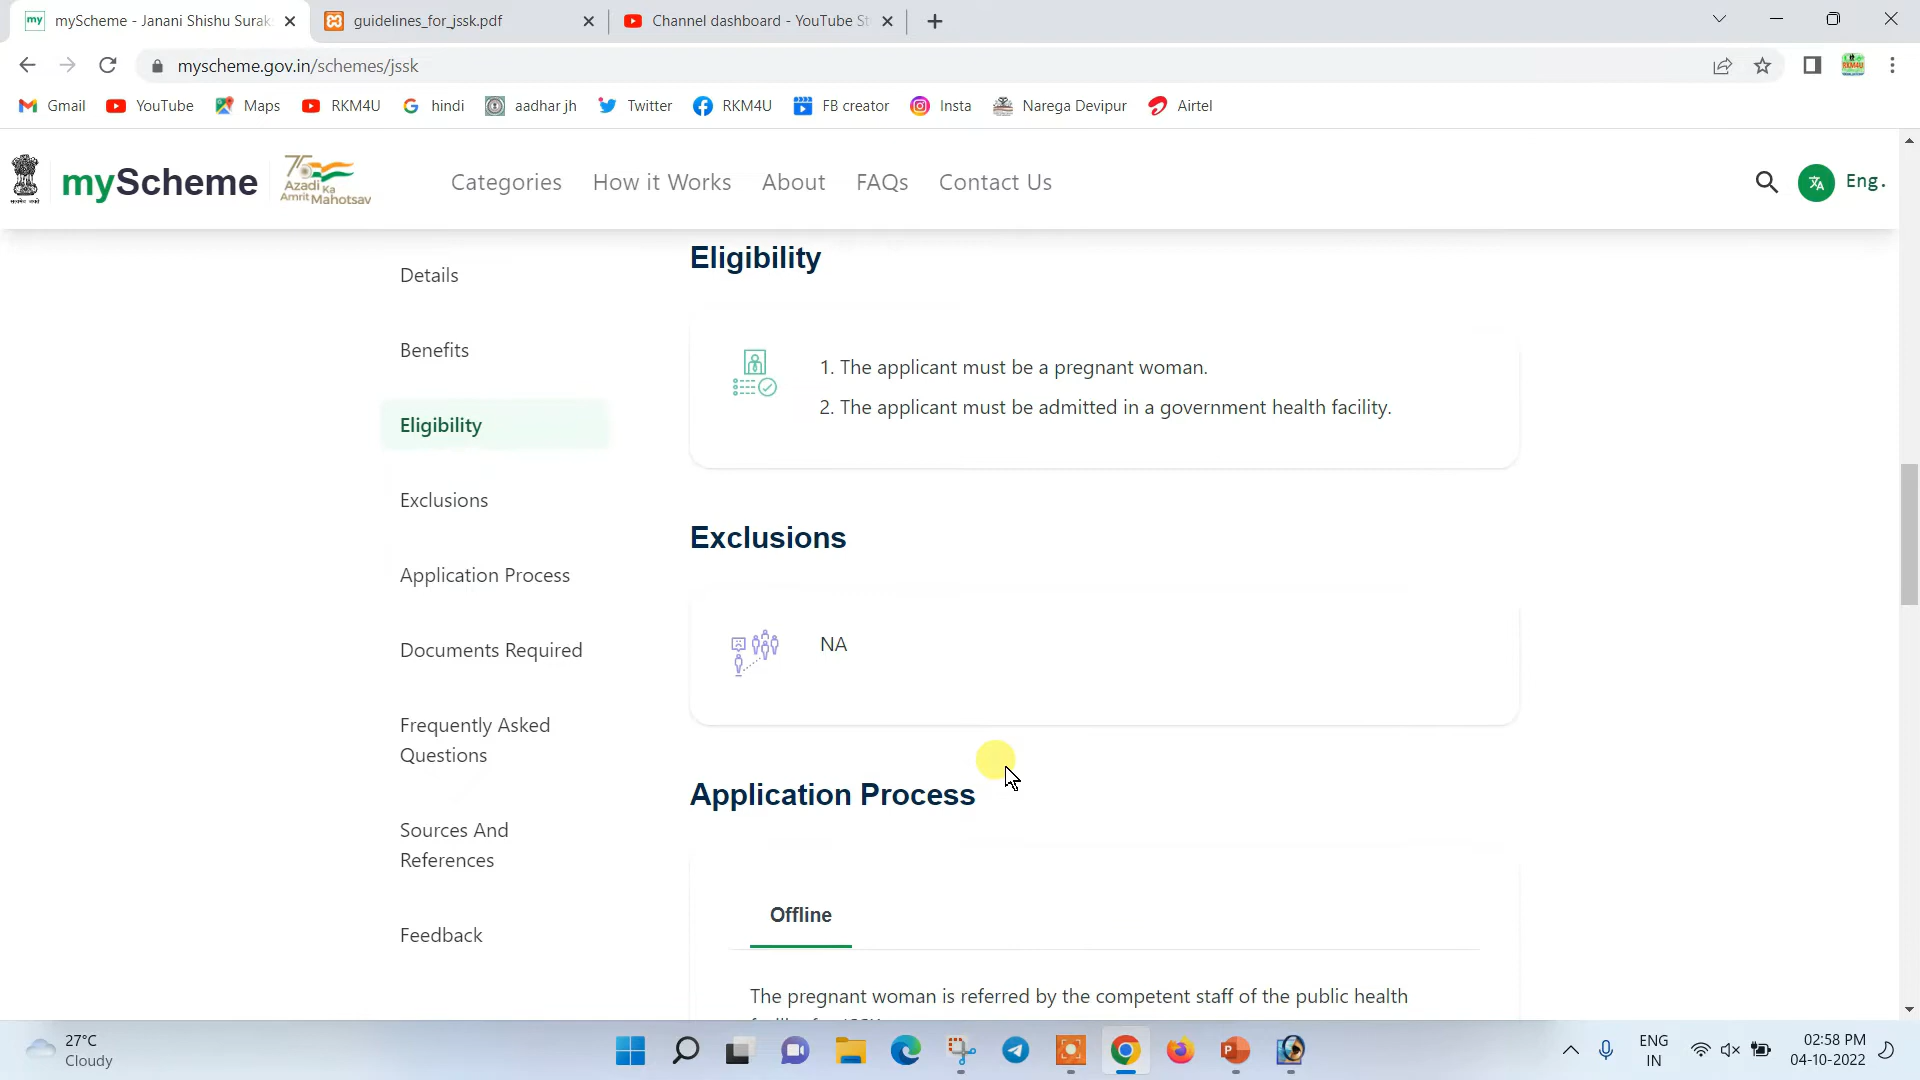 myScheme - Janani Shishu Surak
guidelines_for_jssk.pdf
Channel dashboard - YouTube St
myscheme.gov.in/schemes/jssk
Gmail YouTube Maps RKM4U hindi aadhar jh Twitter RKM4U FB creator Insta Narega Devipur Airtel
myScheme
Azadi Ka
Amrit Mahotsav
Categories How it Works About FAQs Contact Us
Eng.
Details
Benefits
Eligibility
Exclusions
Application Process
Documents Required
Frequently Asked
Questions
Sources And
References
Feedback
Eligibility
1. The applicant must be a pregnant woman.
2. The applicant must be admitted in a government health facility.
Exclusions
NA
Application Process
Offline
The pregnant woman is referred by the competent staff of the public health
27°C
Cloudy
ENG
IN
02:58 PM
04-10-2022